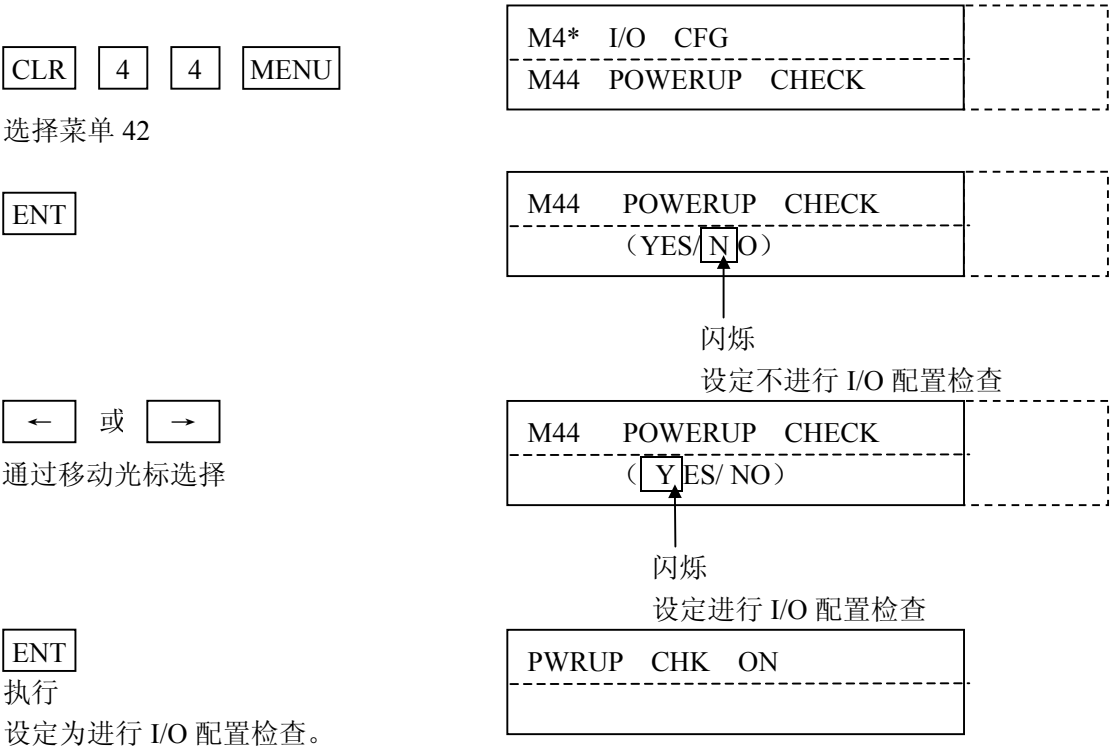 CLR 4 4 MENU
选择菜单 42
M4* I/O CFG
M44 POWERUP CHECK
ENT
M44 POWERUP CHECK
（YES/ N O）
闪烁
设定不进行 I/O 配置检查
← 或 →
通过移动光标选择
M44 POWERUP CHECK
（ Y ES/ NO）
闪烁
设定进行 I/O 配置检查
ENT
执行
设定为进行 I/O 配置检查。
PWRUP CHK ON